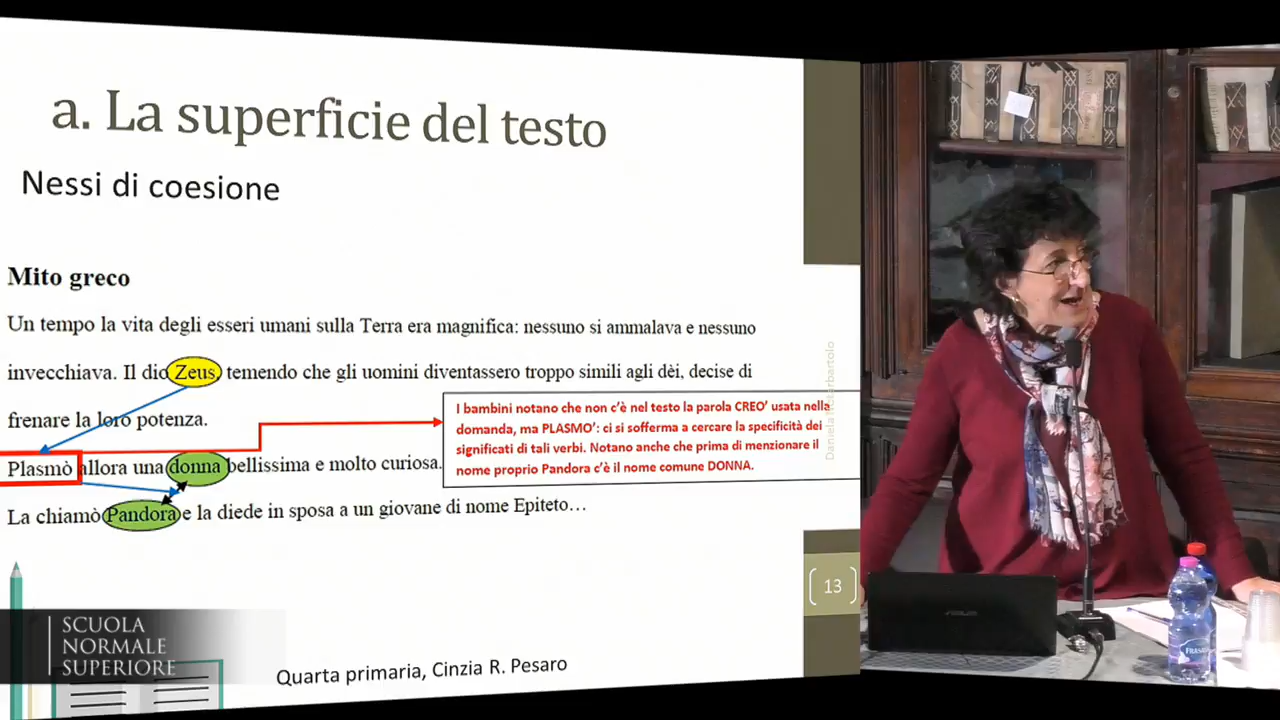 a. La superficie del testo
Nessi di coesione
Mito greco
Un tempo la vita degli esseri umani sulla Terra era magnifica: nessuno si ammalava e nessuno
invecchiava. Il dio Zeus, temendo che gli uomini diventassero troppo simili agli dèi, decise di
frenare la loro potenza.
Plasmò allora una donna bellissima e molto curiosa.
La chiamò Pandora e la diede in sposa a un giovane di nome Epiteto…
I bambini notano che non c'è nel testo la parola CREO' usata nella
domanda, ma PLASMO': ci si sofferma a cercare la specificità dei
significati di tali verbi. Notano anche che prima di menzionare il
nome proprio Pandora c'è il nome comune DONNA.
Daniela
13
SCUOLA
NORMALE
SUPERIORE
Quarta primaria, Cinzia R. Pesaro
ASUS